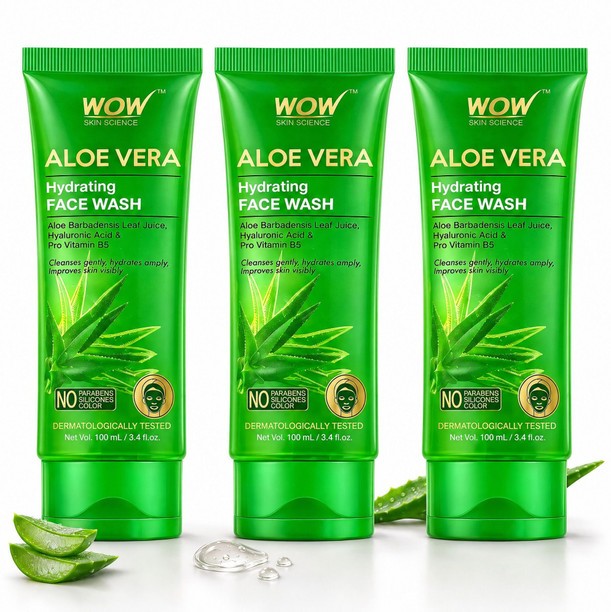 WOW™
SKIN SCIENCE
ALOE VERA
Hydrating
FACE WASH
Aloe Barbadensis Leaf Juice,
Hyaluronic Acid &
Pro Vitamin B5
Cleanses gently, hydrates amply,
Improves skin visibly
NO PARABENS
SILICONES
COLOR
DERMATOLOGICALLY TESTED
Net Vol. 100 mL / 3.4 fl.oz.
WOW™
SKIN SCIENCE
ALOE VERA
Hydrating
FACE WASH
Aloe Barbadensis Leaf Juice,
Hyaluronic Acid &
Pro Vitamin B5
Cleanses gently, hydrates amply,
Improves skin visibly
NO PARABENS
SILICONES
COLOR
DERMATOLOGICALLY TESTED
Net Vol. 100 mL / 3.4 fl.oz.
WOW™
SKIN SCIENCE
ALOE VERA
Hydrating
FACE WASH
Aloe Barbadensis Leaf Juice,
Hyaluronic Acid &
Pro Vitamin B5
Cleanses gently, hydrates amply,
Improves skin visibly
NO PARABENS
SILICONES
COLOR
DERMATOLOGICALLY TESTED
Net Vol. 100 mL / 3.4 fl.oz.